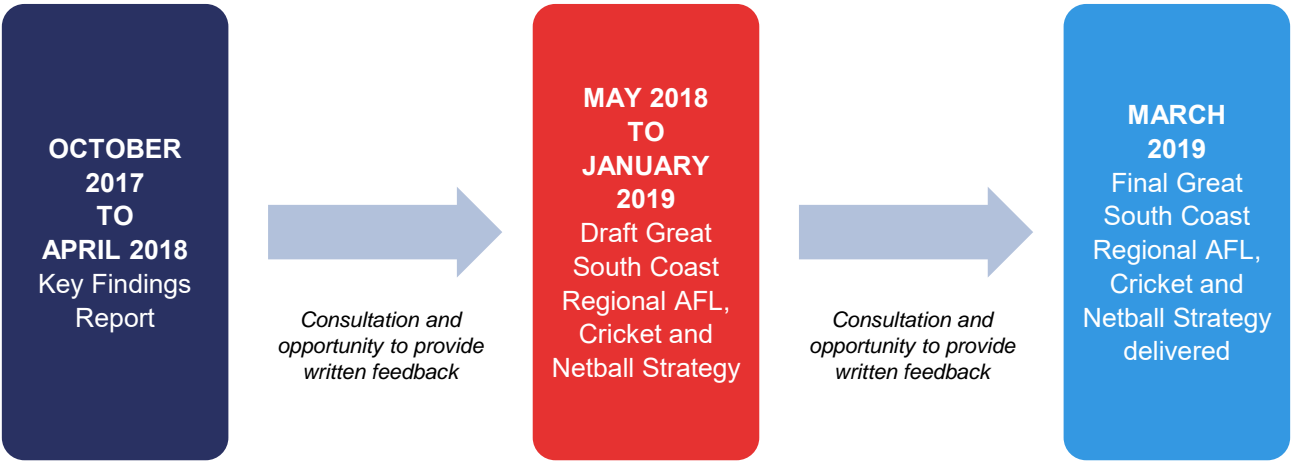 OCTOBER
2017
TO
APRIL 2018
Key Findings
Report
Consultation and
opportunity to provide
written feedback
MAY 2018
TO
JANUARY
2019
Draft Great
South Coast
Regional AFL,
Cricket and
Netball Strategy
Consultation and
opportunity to provide
written feedback
MARCH
2019
Final Great
South Coast
Regional AFL,
Cricket and
Netball Strategy
delivered